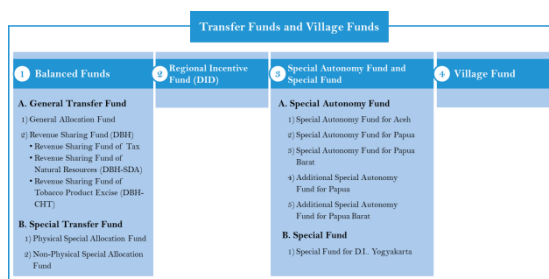 Transfer Funds and Village Funds
1 Balanced Funds
2 Regional Incentive
Fund (DID)
3 Special Autonomy Fund and
Special Fund
4 Village Fund
A. General Transfer Fund
1) General Allocation Fund
2) Revenue Sharing Fund (DBH)
• Revenue Sharing Fund of Tax
• Revenue Sharing Fund of
Natural Resources (DBH-SDA)
• Revenue Sharing Fund of
Tobacco Product Excise (DBH-
CHT)
B. Special Transfer Fund
1) Physical Special Allocation Fund
2) Non-Physical Special Allocation
Fund
A. Special Autonomy Fund
1) Special Autonomy Fund for Aceh
2) Special Autonomy Fund for Papua
3) Special Autonomy Fund for Papua
Barat
4) Additional Special Autonomy
Fund for Papua
5) Additional Special Autonomy
Fund for Papua Barat
B. Special Fund
1) Special Fund for D.I. Yogyakarta